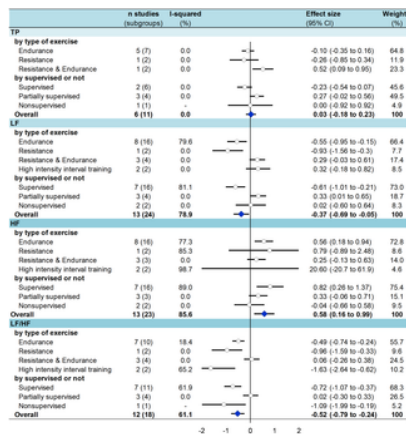 n studies I-squared Effect size Weight
(subgroups) (%) (95% CI) (%)
TP
by type of exercise
Endurance 5 (7) 0.0 -0.10 (-0.35 to 0.16) 64.8
Resistance 1 (2) 0.0 -0.26 (-0.85 to 0.34) 11.9
Resistance & Endurance 3 (2) 0.0 0.52 (0.09 to 0.95) 23.3
by supervised or not
Supervised 2 (6) 0.0 -0.23 (-0.54 to 0.07) 45.6
Partially supervised 3 (4) 0.0 0.27 (-0.02 to 0.56) 49.5
Nonsupervised 1 (1) - 0.00 (-0.92 to 0.92) 4.9
Overall 6 (11) 0.0 0.03 (-0.18 to 0.23)
LF
by type of exercise
Endurance 8 (16) 79.6 -0.55 (-0.95 to -0.15) 66.4
Resistance 1 (2) 0.0 -0.93 (-1.56 to -0.3) 7.7
Resistance & Endurance 3 (4) 0.0 0.29 (-0.03 to 0.61) 17.4
High intensity interval training 2 (2) 0.0 0.32 (-0.18 to 0.82) 8.5
by supervised or not
Supervised 7 (16) 81.1 -0.61 (-1.01 to -0.21) 73.0
Partially supervised 3 (4) 0.0 0.33 (0.01 to 0.65) 18.7
Nonsupervised 2 (2) 0.0 0.02 (-0.60 to 0.64) 8.3
Overall 13 (24) 78.9 -0.37 (-0.69 to -0.05)
HF
by type of exercise
Endurance 8 (16) 77.3 0.56 (0.18 to 0.94) 72.8
Resistance 1 (2) 85.3 0.79 (-0.89 to 2.48) 8.6
Resistance & Endurance 3 (3) 0.0 0.25 (-0.13 to 0.63) 14.0
High intensity interval training 2 (2) 98.7 20.60 (-20.7 to 61.9) 4.6
by supervised or not
Supervised 7 (16) 89.0 0.82 (0.26 to 1.37) 75.4
Partially supervised 3 (3) 0.0 0.33 (-0.06 to 0.71) 15.1
Nonsupervised 2 (2) 0.0 -0.04 (-0.66 to 0.58) 9.5
Overall 13 (23) 85.6 0.58 (0.16 to 0.99)
LF/HF
by type of exercise
Endurance 7 (10) 18.4 -0.49 (-0.74 to -0.24) 55.7
Resistance 1 (2) 0.0 -0.96 (-1.59 to -0.33) 9.6
Resistance & Endurance 3 (4) 0.0 0.06 (-0.26 to 0.38) 24.5
High intensity interval training 2 (2) 65.2 -1.63 (-2.64 to -0.62) 10.2
by supervised or not
Supervised 7 (11) 61.9 -0.72 (-1.07 to -0.37) 68.3
Partially supervised 3 (4) 0.0 0.02 (-0.30 to 0.33) 26.5
Nonsupervised 1 (1) - -1.09 (-1.99 to -0.19) 5.2
Overall 12 (18) 61.1 -0.52 (-0.79 to -0.24)
-2 -1 0 1 2